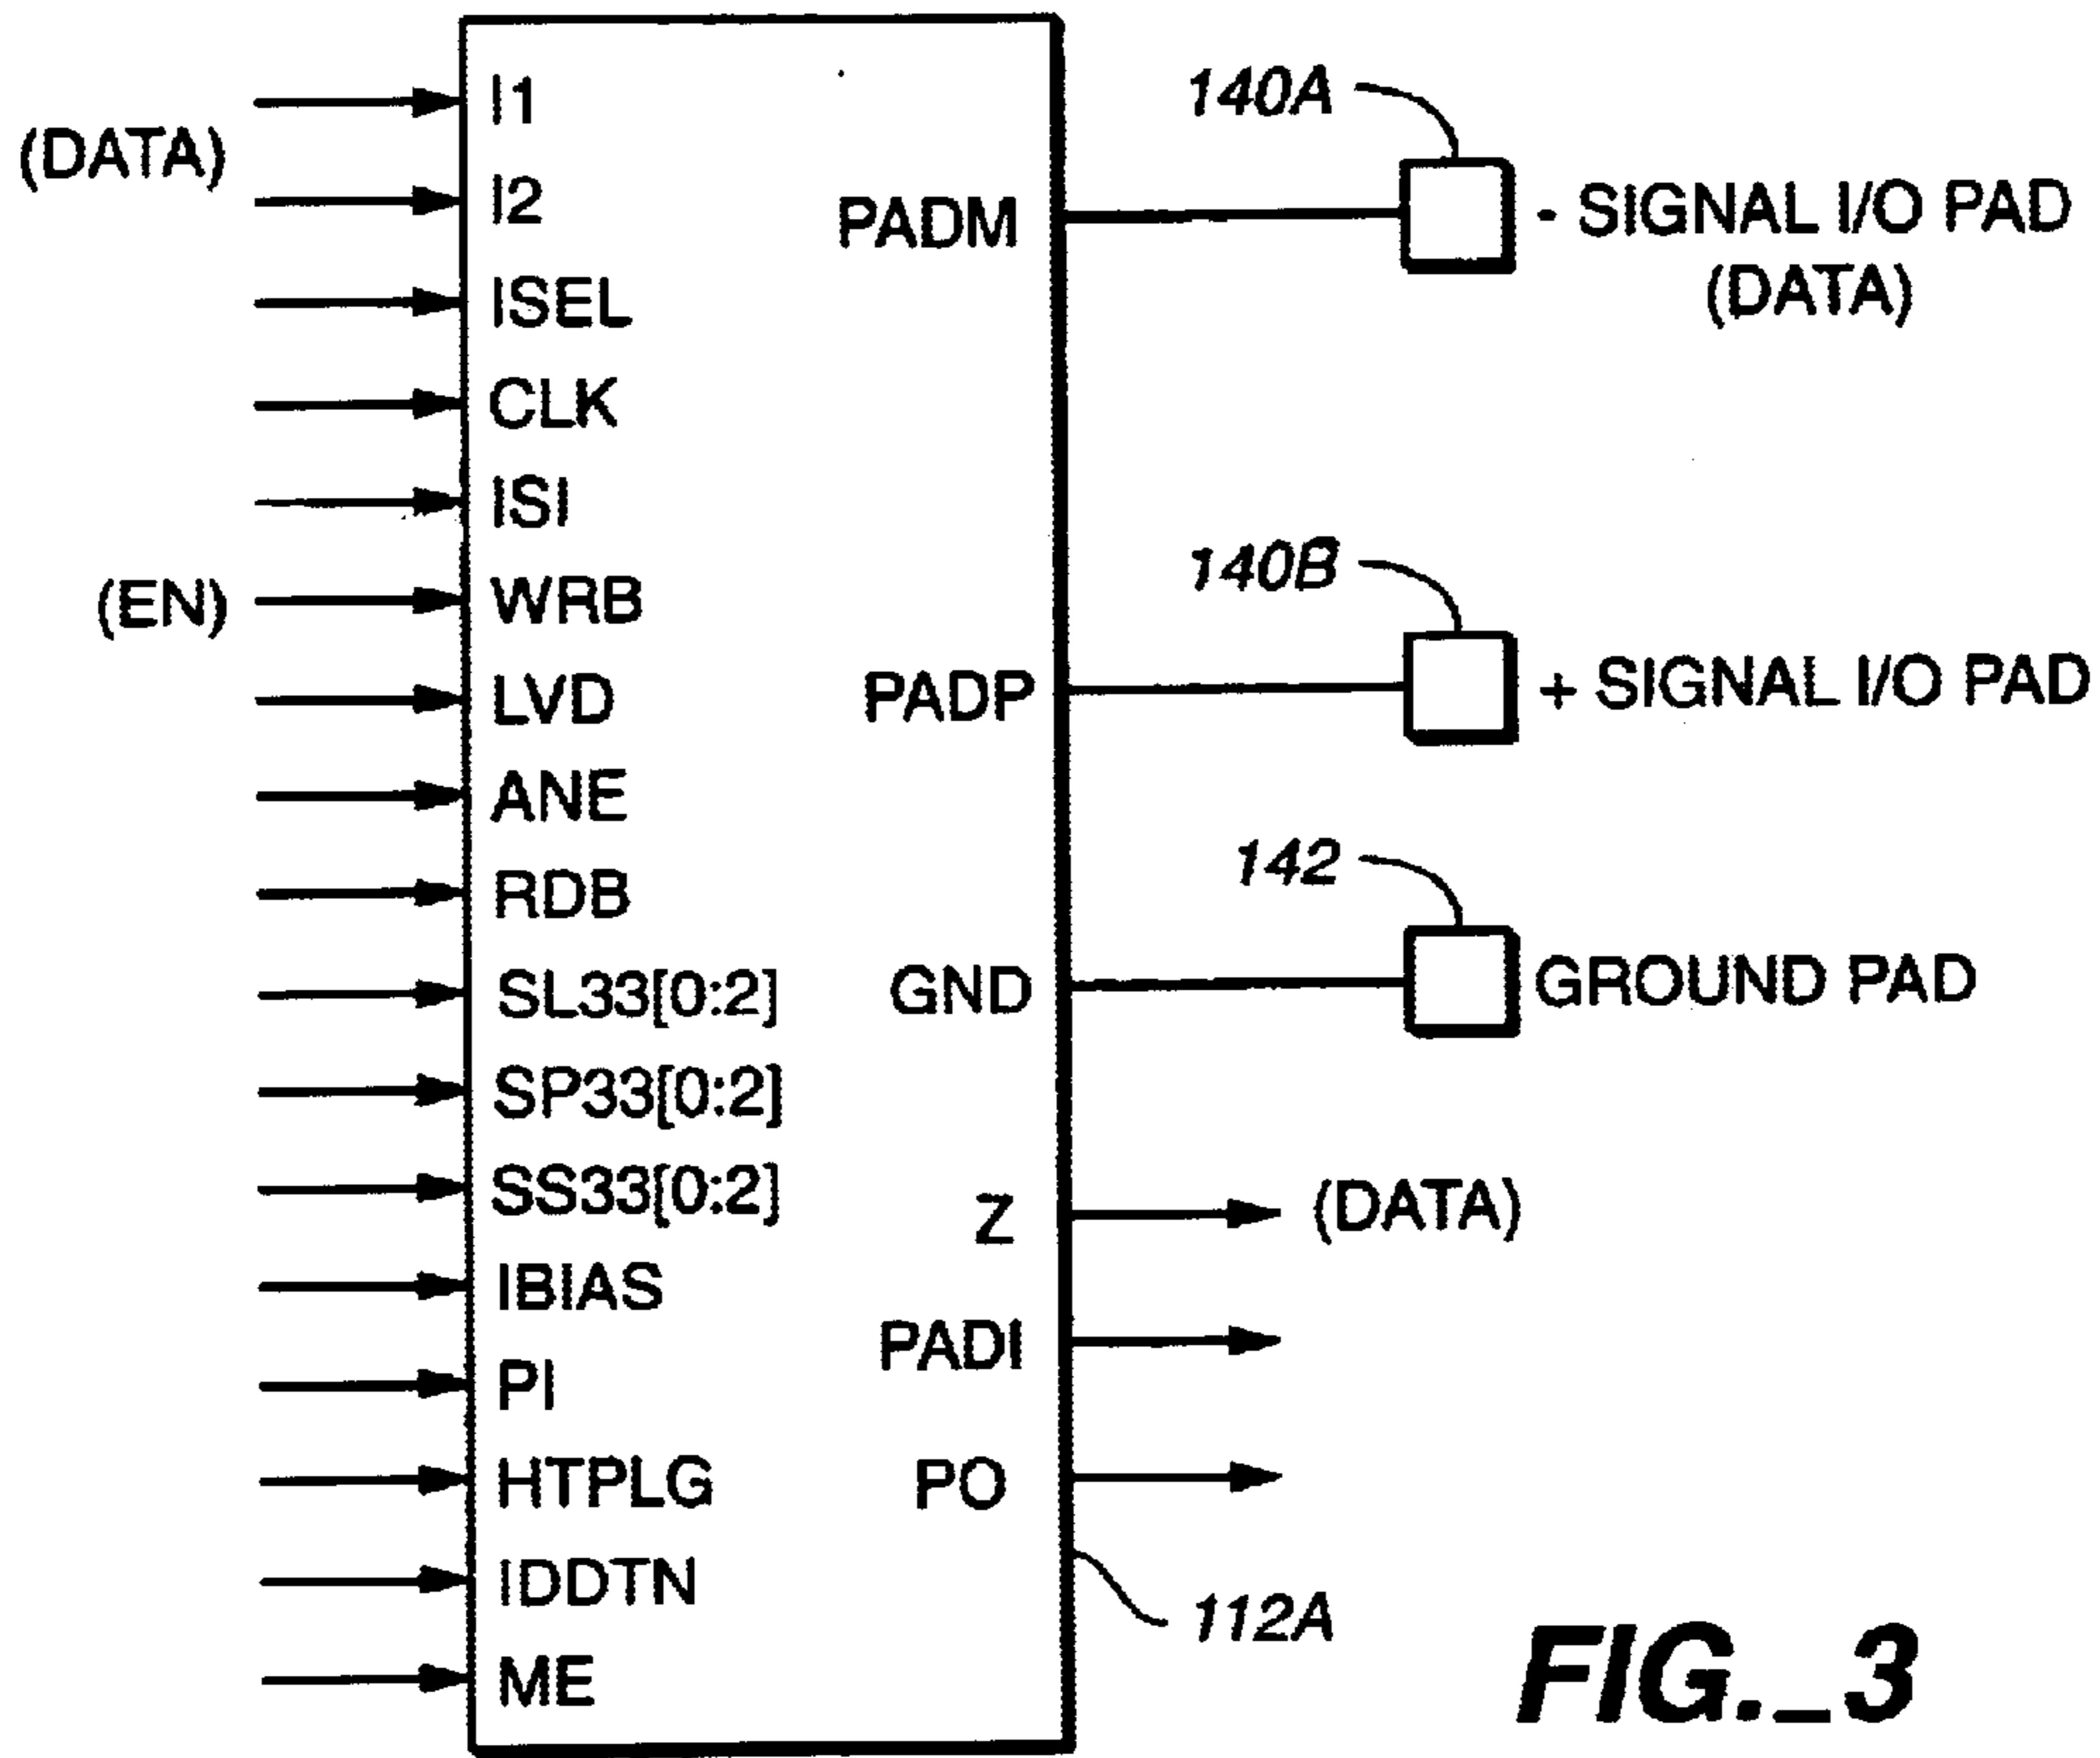 (DATA)
I1
I2
ISEL
CLK
ISI
(EN)
WRB
LVD
ANE
RDB
SL33[0:2]
SP33[0:2]
SS33[0:2]
IBIAS
PI
HTPLG
IDDTN
ME
PADM
140A
- SIGNAL I/O PAD
(DATA)
PADP
140B
+ SIGNAL I/O PAD
GND
142
GROUND PAD
Z
(DATA)
PADI
PO
112A
FIG._3